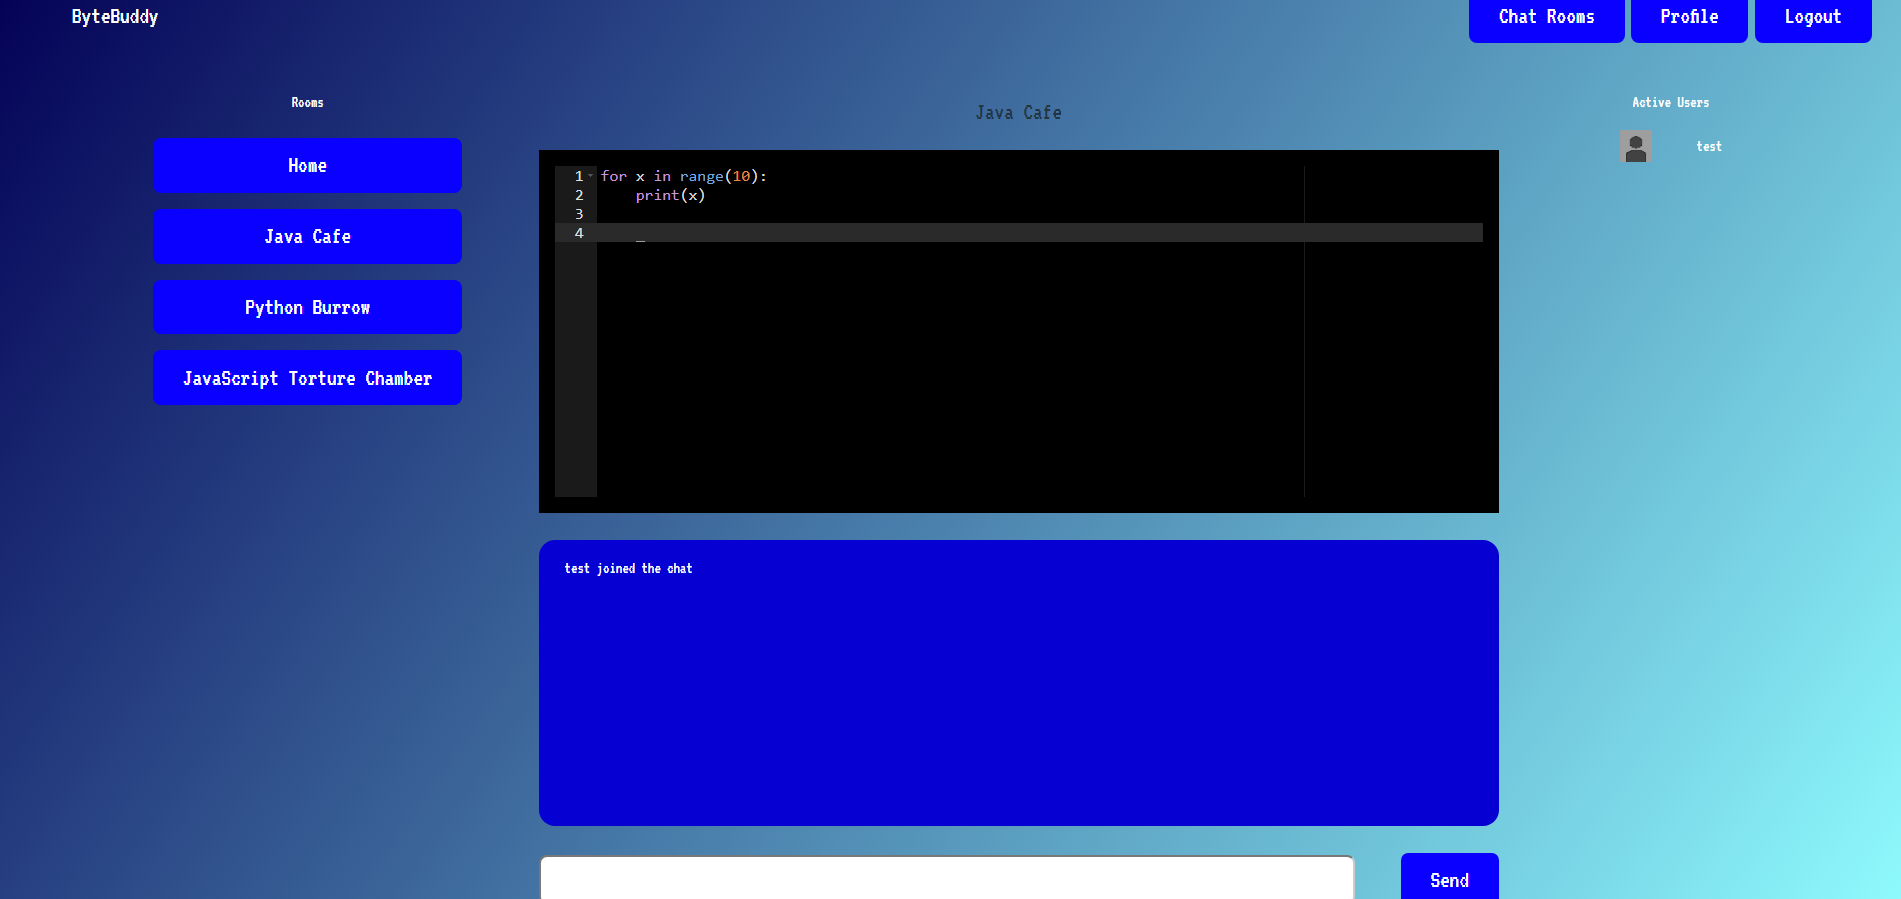 ByteBuddy
Chat Rooms
Profile
Logout
Rooms
Home
Java Cafe
Python Burrow
JavaScript Torture Chamber
Java Cafe
1 for x in range(10):
2     print(x)
3
4     _
test joined the chat
Send
Active Users
test